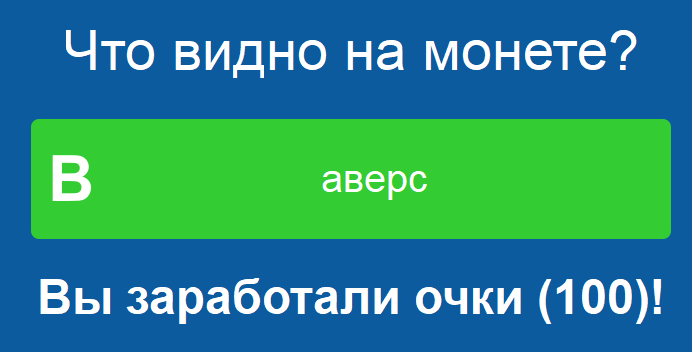 Что видно на монете?
В аверс
Вы заработали очки (100)!